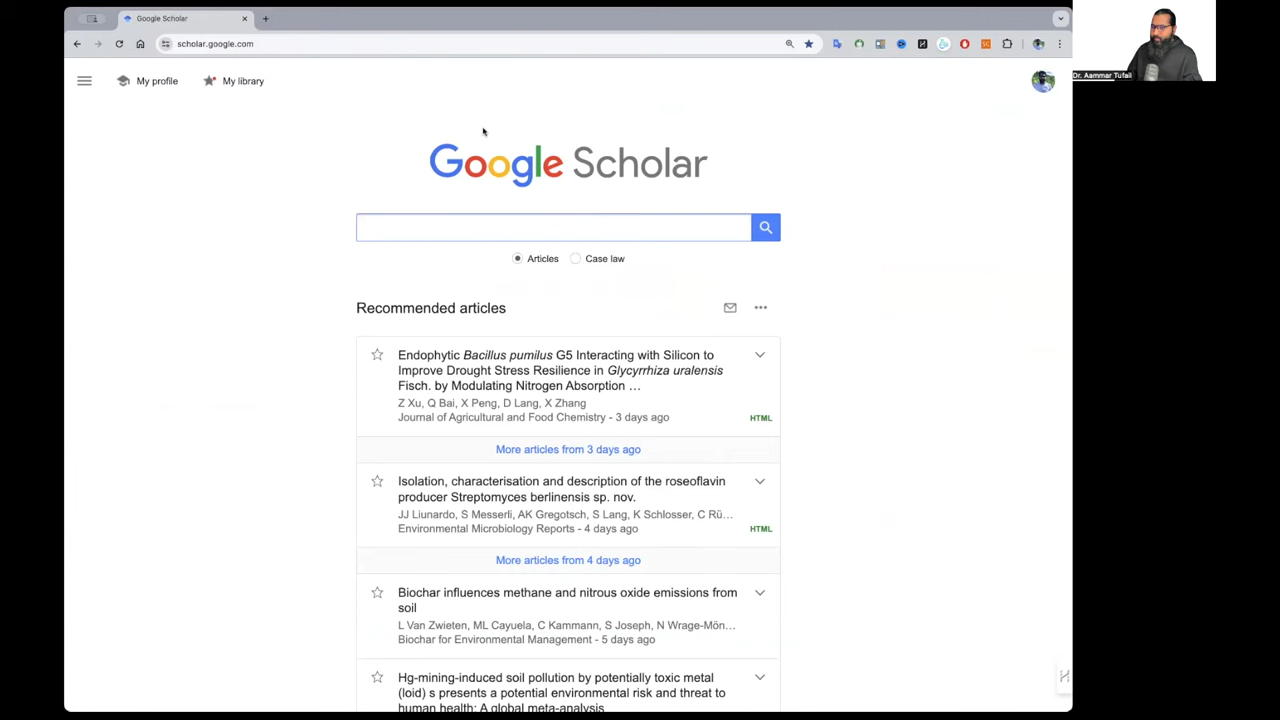 Google Scholar
scholar.google.com
My profile
My library
Dr. Aammar Tufail
Google Scholar
Articles
Case law
Recommended articles
Endophytic Bacillus pumilus G5 Interacting with Silicon to
Improve Drought Stress Resilience in Glycyrrhiza uralensis
Fisch. by Modulating Nitrogen Absorption …
Z Xu, Q Bai, X Peng, D Lang, X Zhang
Journal of Agricultural and Food Chemistry - 3 days ago
HTML
More articles from 3 days ago
Isolation, characterisation and description of the roseoflavin
producer Streptomyces berlinensis sp. nov.
JJ Liunardo, S Messerli, AK Gregotsch, S Lang, K Schlosser, C Rü…
Environmental Microbiology Reports - 4 days ago
HTML
More articles from 4 days ago
Biochar influences methane and nitrous oxide emissions from
soil
L Van Zwieten, ML Cayuela, C Kammann, S Joseph, N Wrage-Mön…
Biochar for Environmental Management - 5 days ago
Hg-mining-induced soil pollution by potentially toxic metal
(loid) s presents a potential environmental risk and threat to
human health: A global meta-analysis